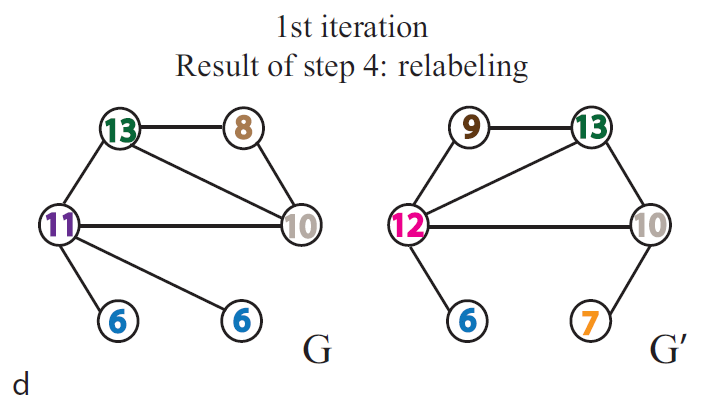 1st iteration
Result of step 4: relabeling
13 8 9 13
11 10 12 10
6 6 6 7
G G′
d